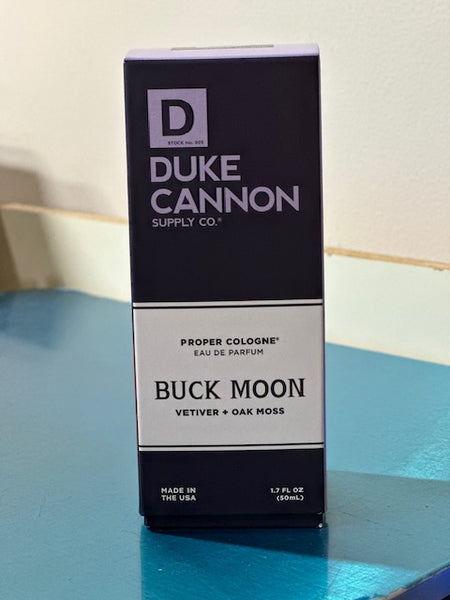 D
STOCK No. 805
DUKE
CANNON
SUPPLY CO.®
PROPER COLOGNE®
EAU DE PARFUM
BUCK MOON
VETIVER + OAK MOSS
MADE IN
THE USA
1.7 FL OZ
(50mL)